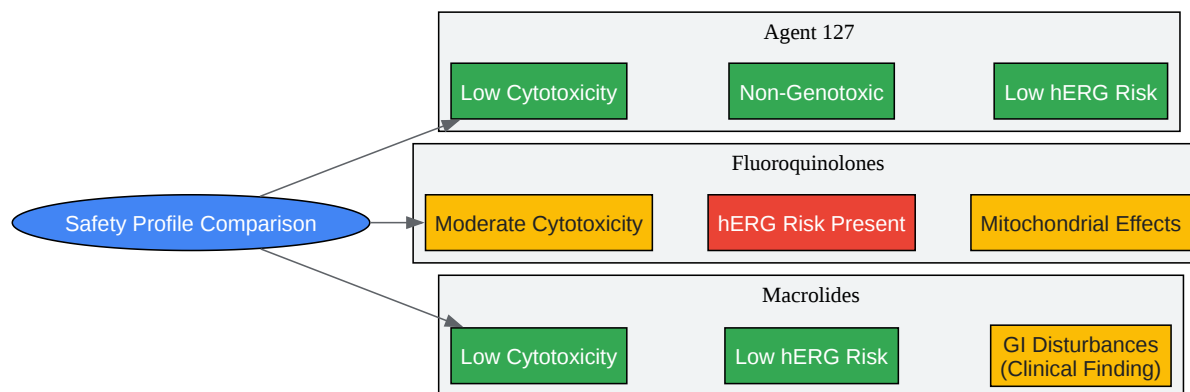 Agent 127
Low Cytotoxicity
Non-Genotoxic
Low hERG Risk
Fluoroquinolones
Safety Profile Comparison
Moderate Cytotoxicity
hERG Risk Present
Mitochondrial Effects
Macrolides
Low Cytotoxicity
Low hERG Risk
GI Disturbances
(Clinical Finding)